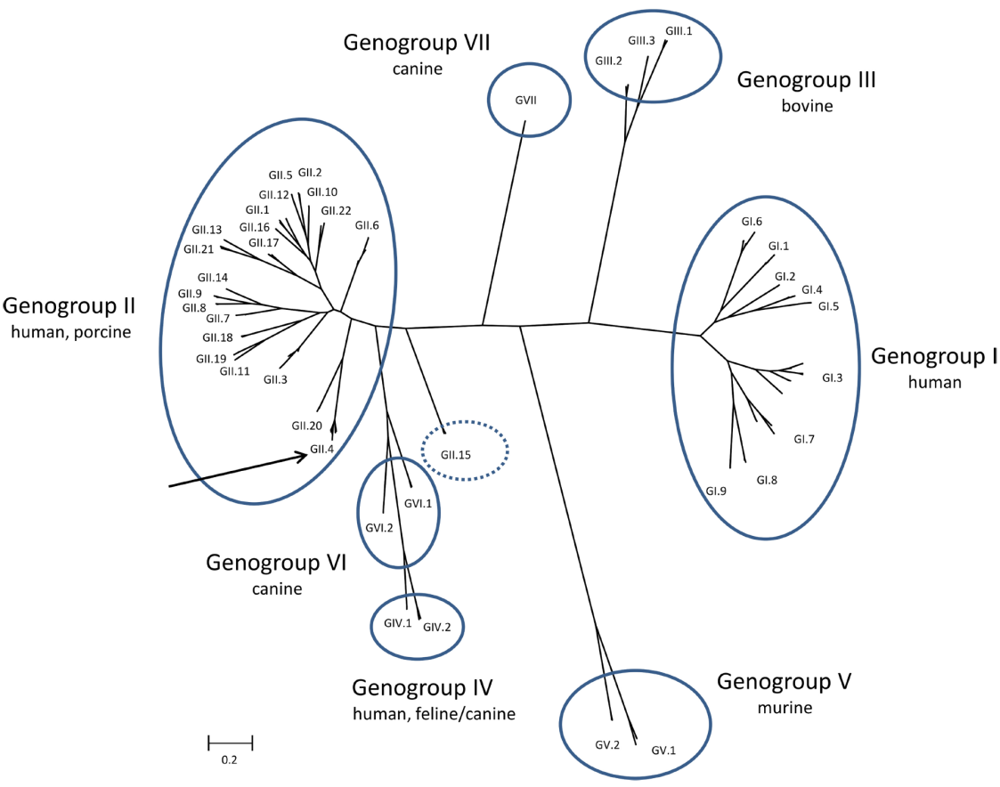 Genogroup VII
canine
GVII
GIII.1
GIII.3
GIII.2
Genogroup III
bovine
GII.5
GII.2
GII.12
GII.10
GII.1
GII.22
GII.16
GII.6
GII.13
GII.17
GII.21
GII.14
GII.9
GII.8
GII.7
GII.18
GII.19
GII.11
GII.3
GII.20
GII.4
Genogroup II
human, porcine
GI.6
GI.1
GI.2
GI.4
GI.5
GI.3
GI.7
GI.8
GI.9
Genogroup I
human
GII.15
GVI.1
GVI.2
Genogroup VI
canine
GIV.1
GIV.2
Genogroup IV
human, feline/canine
Genogroup V
murine
GV.2
GV.1
0.2